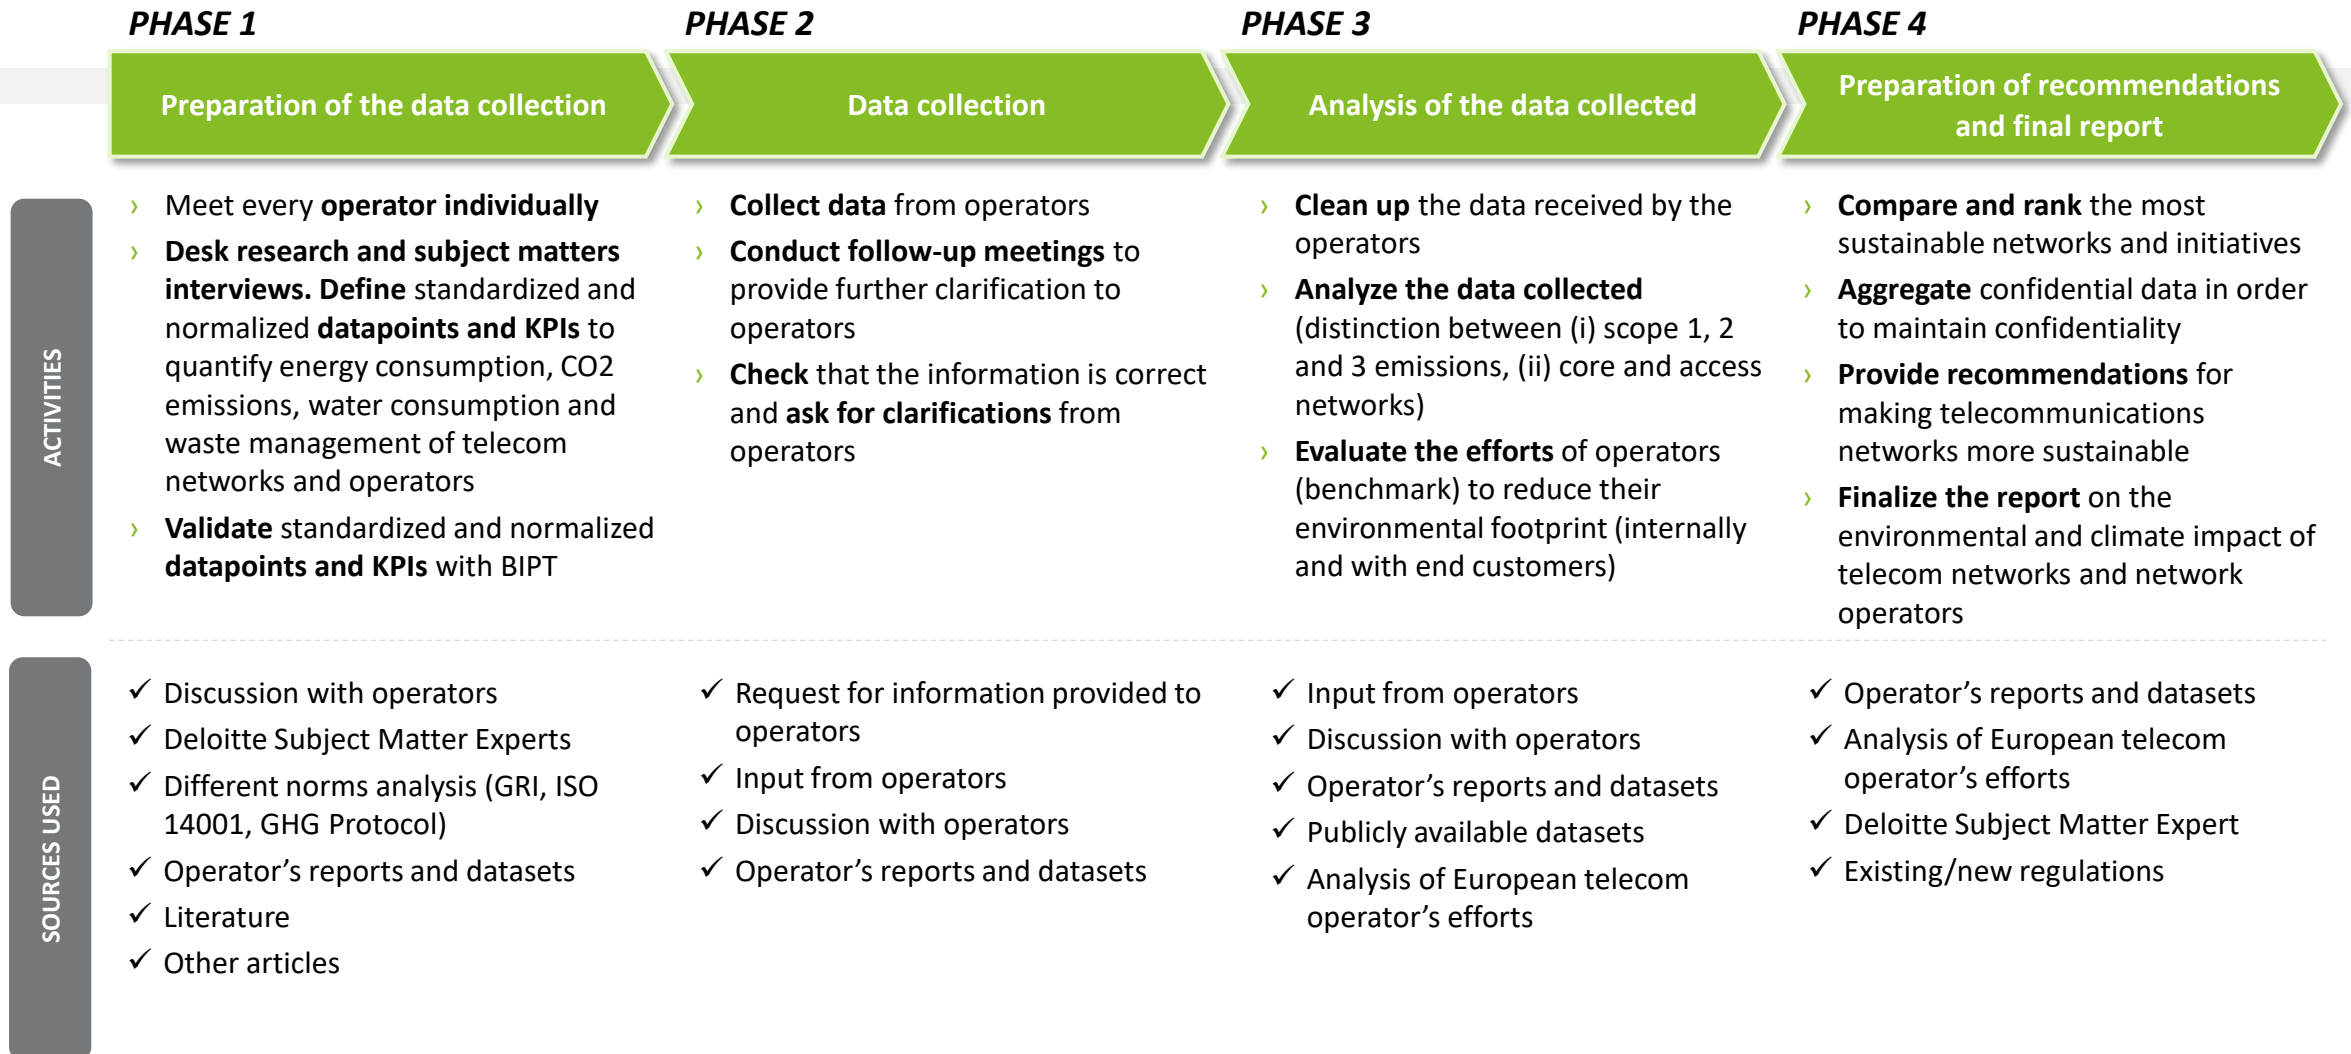 PHASE 1
PHASE 2
PHASE 3
PHASE 4
Preparation of the data collection
Data collection
Analysis of the data collected
Preparation of recommendations
and final report
ACTIVITIES
› Meet every operator individually
› Desk research and subject matters
interviews. Define standardized and
normalized datapoints and KPIs to
quantify energy consumption, CO2
emissions, water consumption and
waste management of telecom
networks and operators
› Validate standardized and normalized
datapoints and KPIs with BIPT
› Collect data from operators
› Conduct follow-up meetings to
provide further clarification to
operators
› Check that the information is correct
and ask for clarifications from
operators
› Clean up the data received by the
operators
› Analyze the data collected
(distinction between (i) scope 1, 2
and 3 emissions, (ii) core and access
networks)
› Evaluate the efforts of operators
(benchmark) to reduce their
environmental footprint (internally
and with end customers)
› Compare and rank the most
sustainable networks and initiatives
› Aggregate confidential data in order
to maintain confidentiality
› Provide recommendations for
making telecommunications
networks more sustainable
› Finalize the report on the
environmental and climate impact of
telecom networks and network
operators
SOURCES USED
✓ Discussion with operators
✓ Deloitte Subject Matter Experts
✓ Different norms analysis (GRI, ISO
14001, GHG Protocol)
✓ Operator’s reports and datasets
✓ Literature
✓ Other articles
✓ Request for information provided to
operators
✓ Input from operators
✓ Discussion with operators
✓ Operator’s reports and datasets
✓ Input from operators
✓ Discussion with operators
✓ Operator’s reports and datasets
✓ Publicly available datasets
✓ Analysis of European telecom
operator’s efforts
✓ Operator’s reports and datasets
✓ Analysis of European telecom
operator’s efforts
✓ Deloitte Subject Matter Expert
✓ Existing/new regulations